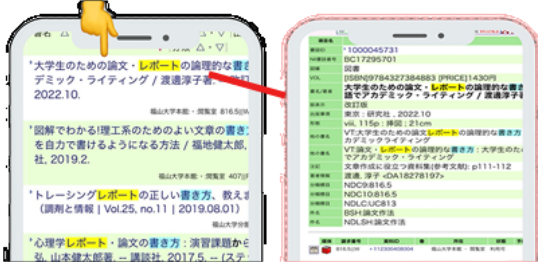 大学生のための論文・レポートの論理的な書き
デミック・ライティング / 渡邊淳子著
2022.10.
福山大学本館・閲覧室 816.5||W
図解でわかる!理工系のためのよい文章の書き
を自力で書けるようになる方法 / 福地健太郎,
社, 2019.2.
福山大学本館・閲覧室 407||F
トレーシングレポートの正しい書き方、教えま
(調剤と情報 | Vol.25, no.11 | 2019.08.01)
福山大学分
心理学レポート・論文の書き方 : 演習課題から
弘, 山本健太郎著. -- 講談社, 2017.5. -- (ステ
1000045731
BC17295701
図書
VOL [ISBN]9784327384883 [PRICE]1430円
大学生のための論文・レポートの論理的な書き方
語でアカデミック・ライティング / 渡邊淳子著
改訂版
東京 : 研究社 , 2022.10
viii, 115p : 挿図 ; 21cm
VT:大学生のための論文レポートの論理的な書き方
カデミックライティング
VT:論文・レポートの論理的な書き方 : 大学生のため
でアカデミック・ライティング
文章作成に役立つ資料集(参考文献): p111-112
渡邊, 淳子 <DA18278197>
NDC9:816.5
NDC10:816.5
NDLC:UC813
BSH:論文作法
NDLSH:論文作法